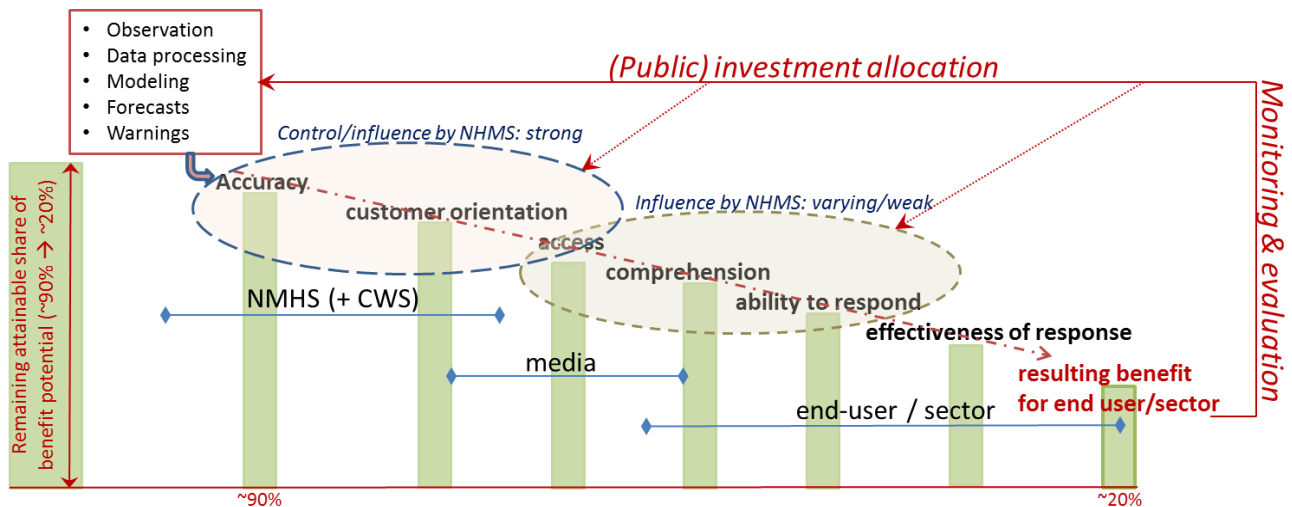 • Observation
• Data processing
• Modeling
• Forecasts
• Warnings
(Public) investment allocation
Monitoring & evaluation
Control/influence by NHMS: strong
Influence by NHMS: varying/weak
Remaining attainable share of
benefit potential (~90% → ~20%)
Accuracy
customer orientation
access
comprehension
ability to respond
effectiveness of response
resulting benefit
for end user/sector
NMHS (+ CWS)
media
end-user / sector
~90%
~20%